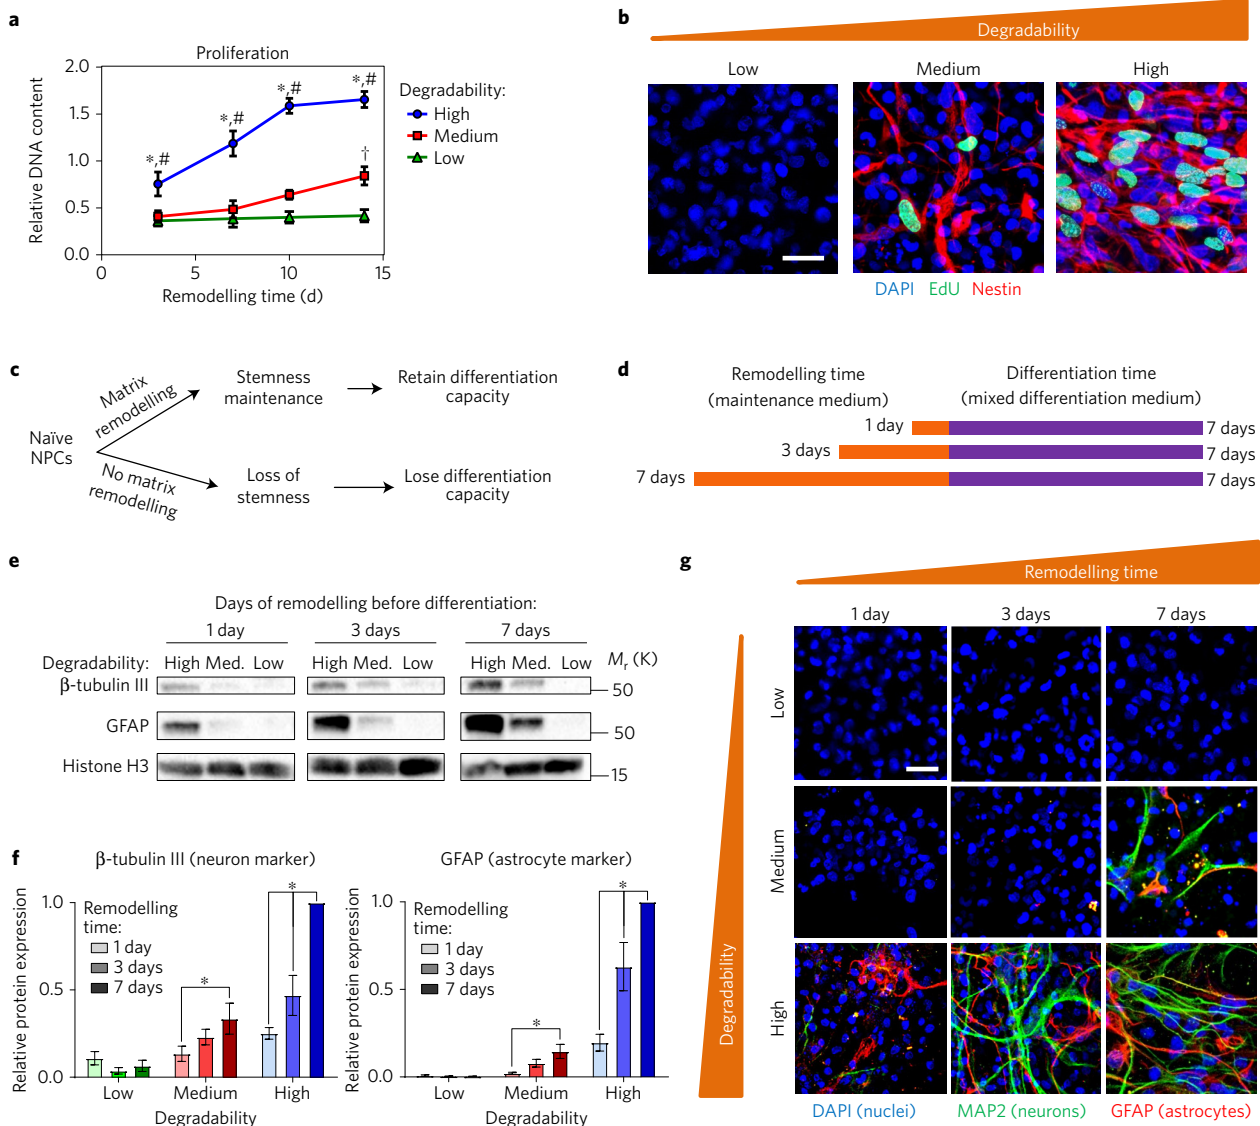 a
Proliferation
2.0
1.5
1.0
0.5
0.0
Relative DNA content
*,#
*,#
*,#
*,#
†
0
5
10
15
Remodelling time (d)
Degradability:
High
Medium
Low
b
Degradability
Low
Medium
High
DAPI EdU Nestin
c
Naïve
NPCs
Matrix
remodelling
Stemness
maintenance
Retain differentiation
capacity
No matrix
remodelling
Loss of
stemness
Lose differentiation
capacity
d
Remodelling time
(maintenance medium)
Differentiation time
(mixed differentiation medium)
1 day
7 days
3 days
7 days
7 days
7 days
e
Days of remodelling before differentiation:
1 day
3 days
7 days
Degradability:
High Med. Low
High Med. Low
High Med. Low
Mr (K)
β-tubulin III
50
GFAP
50
Histone H3
15
f
β-tubulin III (neuron marker)
Relative protein expression
1.0
0.5
0.0
Remodelling
time:
1 day
3 days
7 days
*
*
Low
Medium
High
Degradability
GFAP (astrocyte marker)
Relative protein expression
1.0
0.5
0.0
Remodelling
time:
1 day
3 days
7 days
*
*
Low
Medium
High
Degradability
g
Remodelling time
1 day
3 days
7 days
Degradability
Low
Medium
High
DAPI (nuclei)
MAP2 (neurons)
GFAP (astrocytes)